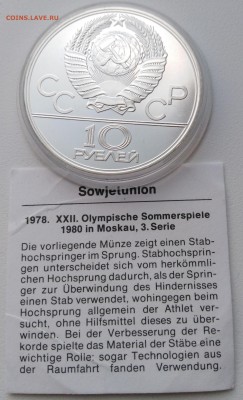 COINS.LAVE.RU
СС СР
10
РУБЛЕЙ
Sowjetunion
1978. XXII. Olympische Sommerspiele
1980 in Moskau, 3. Serie
Die vorliegende Münze zeigt einen Stab-
hochspringer im Sprung. Stabhochsprin-
gen unterscheidet sich vom herkömmli-
chen Hochsprung dadurch, als der Sprin-
ger zur Überwindung des Hindernisses
einen Stab verwendet, wohingegen beim
Hochsprung allgemein der Athlet ver-
sucht, ohne Hilfsmittel dieses zu über-
winden. Bei der Verbesserung der Re-
korde spielte das Material der Stäbe eine
wichtige Rolle: sogar Technologien aus
der Raumfahrt fanden Verwendung.